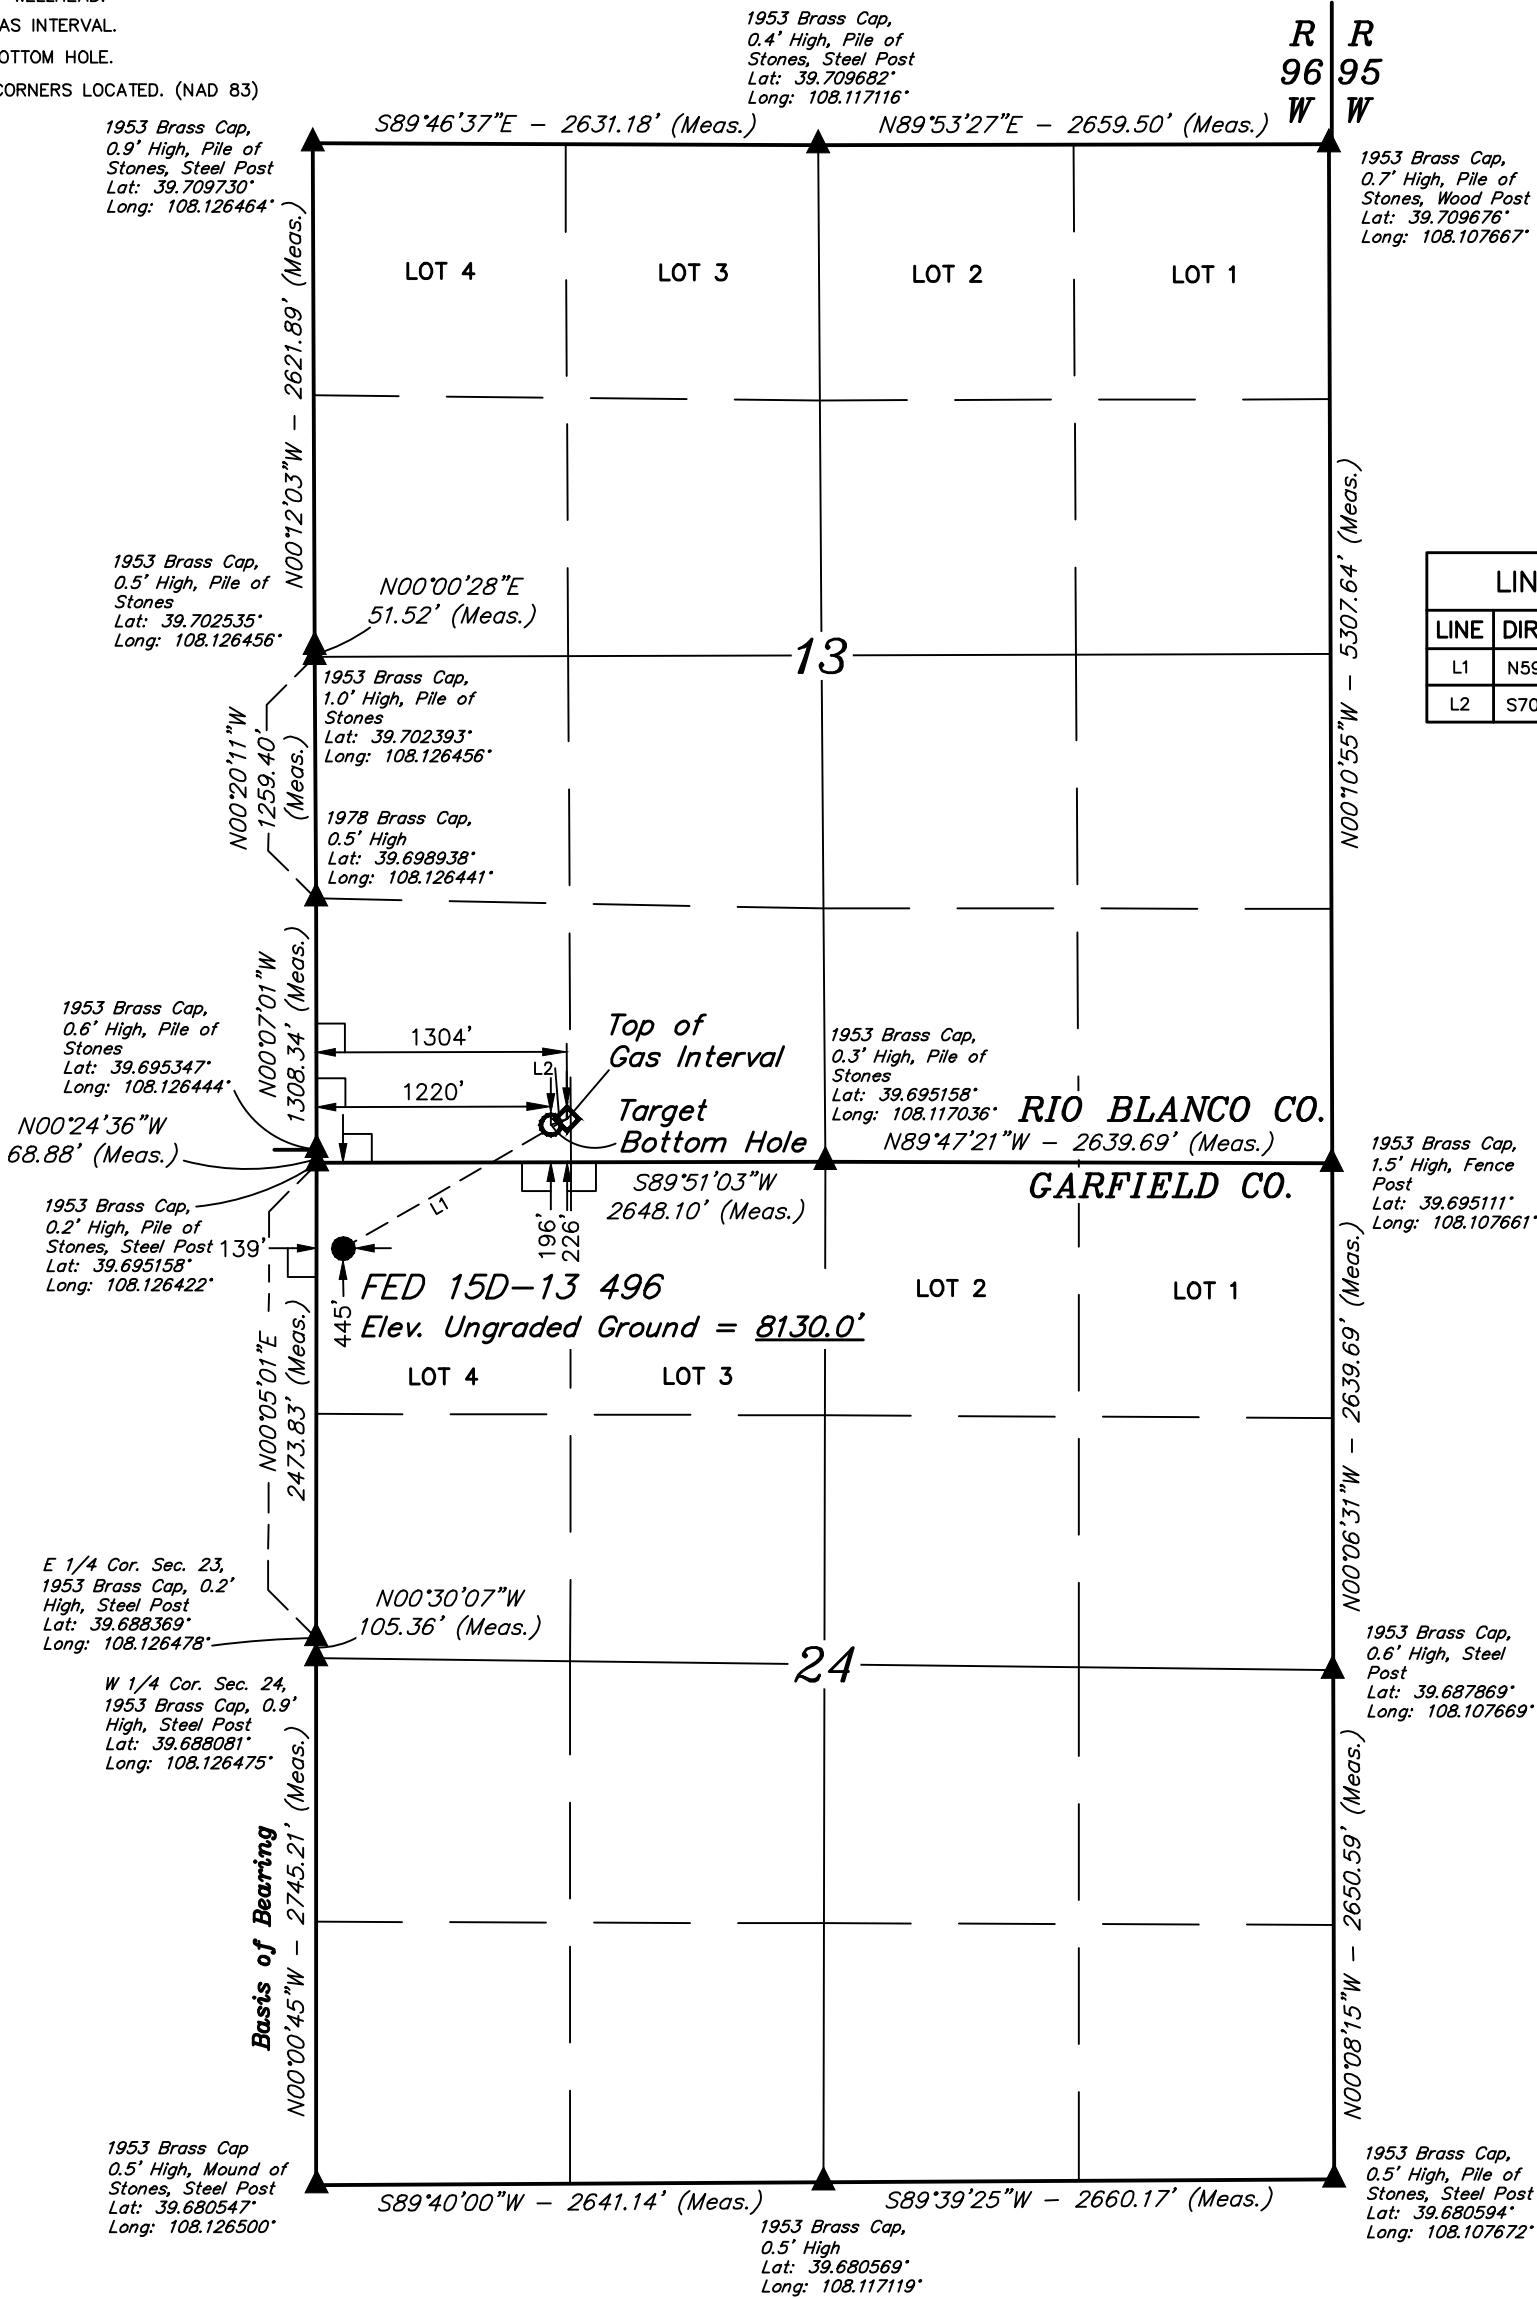 WELLHEAD.
AS INTERVAL.
OTTOM HOLE.
CORNERS LOCATED. (NAD 83)
1953 Brass Cap,
0.4' High, Pile of
Stones, Steel Post
Lat: 39.709682°
Long: 108.117116°
R R
96 95
W W
1953 Brass Cap,
0.9' High, Pile of
Stones, Steel Post
Lat: 39.709730°
Long: 108.126464°
S89°46'37"E - 2631.18' (Meas.)
N89°53'27"E - 2659.50' (Meas.)
1953 Brass Cap,
0.7' High, Pile of
Stones, Wood Post
Lat: 39.709676°
Long: 108.107667°
LOT 4
LOT 3
LOT 2
LOT 1
N00°12'03"W - 2621.89' (Meas.)
N00°10'55"W - 5307.64' (Meas.)
1953 Brass Cap,
0.5' High, Pile of
Stones
Lat: 39.702535°
Long: 108.126456°
N00°00'28"E
51.52' (Meas.)
LIN
LINE DIR
L1 N59
L2 S70
13
1953 Brass Cap,
1.0' High, Pile of
Stones
Lat: 39.702393°
Long: 108.126456°
N00°20'11"W
1259.40'
(Meas.)
1978 Brass Cap,
0.5' High
Lat: 39.698938°
Long: 108.126441°
N00°07'01"W
1308.34' (Meas.)
1953 Brass Cap,
0.6' High, Pile of
Stones
Lat: 39.695347°
Long: 108.126444°
1304'
1220'
L2
Top of
Gas Interval
Target
Bottom Hole
1953 Brass Cap,
0.3' High, Pile of
Stones
Lat: 39.695158°
Long: 108.117036°
RIO BLANCO CO.
N89°47'21"W - 2639.69' (Meas.)
GARFIELD CO.
N00°24'36"W
68.88' (Meas.)
1953 Brass Cap,
1.5' High, Fence
Post
Lat: 39.695111°
Long: 108.107661°
S89°51'03"W
2648.10' (Meas.)
1953 Brass Cap,
0.2' High, Pile of
Stones, Steel Post
Lat: 39.695158°
Long: 108.126422°
139'
L1
196'
226'
445'
FED 15D-13 496
Elev. Ungraded Ground = 8130.0'
LOT 2
LOT 1
LOT 4
LOT 3
N00°05'01"E
2473.83' (Meas.)
N00°06'31"W - 2639.69' (Meas.)
E 1/4 Cor. Sec. 23,
1953 Brass Cap, 0.2'
High, Steel Post
Lat: 39.688369°
Long: 108.126478°
N00°30'07"W
105.36' (Meas.)
24
1953 Brass Cap,
0.6' High, Steel
Post
Lat: 39.687869°
Long: 108.107669°
W 1/4 Cor. Sec. 24,
1953 Brass Cap, 0.9'
High, Steel Post
Lat: 39.688081°
Long: 108.126475°
Basis of Bearing
N00°00'45"W - 2745.21' (Meas.)
N00°08'15"W - 2650.59' (Meas.)
1953 Brass Cap
0.5' High, Mound of
Stones, Steel Post
Lat: 39.680547°
Long: 108.126500°
S89°40'00"W - 2641.14' (Meas.)
S89°39'25"W - 2660.17' (Meas.)
1953 Brass Cap,
0.5' High, Pile of
Stones, Steel Post
Lat: 39.680594°
Long: 108.107672°
1953 Brass Cap,
0.5' High
Lat: 39.680569°
Long: 108.117119°